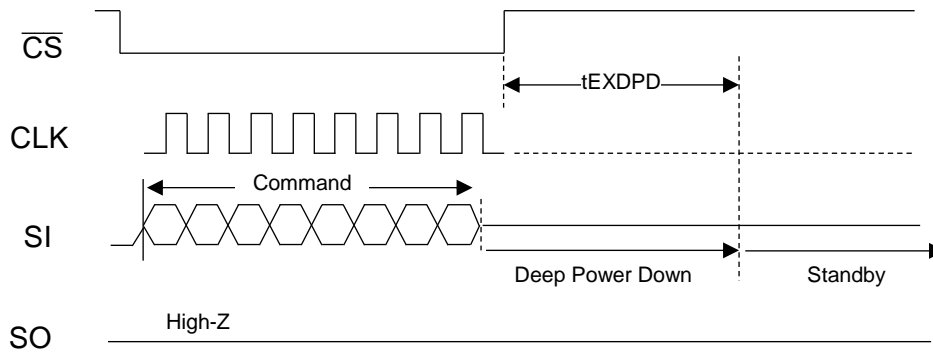 CS
tEXDPD
CLK
Command
SI
Deep Power Down
Standby
High-Z
SO